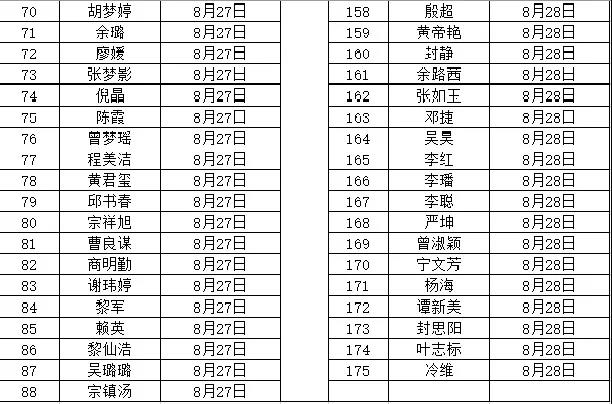 70 胡梦婷 8月27日 158 殷超 8月28日
71 余璐 8月27日 159 黄帝艳 8月28日
72 廖媛 8月27日 160 封静 8月28日
73 张梦影 8月27日 161 余路茜 8月28日
74 倪晶 8月27日 162 张如玉 8月28日
75 陈霞 8月27日 163 邓捷 8月28日
76 曾梦瑶 8月27日 164 吴昊 8月28日
77 程美洁 8月27日 165 李红 8月28日
78 黄君玺 8月27日 166 李璠 8月28日
79 邱书春 8月27日 167 李聪 8月28日
80 宗祥旭 8月27日 168 严坤 8月28日
81 曹良谋 8月27日 169 曾淑颖 8月28日
82 商明勤 8月27日 170 宁文芳 8月28日
83 谢玮婷 8月27日 171 杨海 8月28日
84 黎军 8月27日 172 谭新美 8月28日
85 赖英 8月27日 173 封思阳 8月28日
86 黎仙浩 8月27日 174 叶志标 8月28日
87 吴璐璐 8月27日 175 冷维 8月28日
88 宗镇汤 8月27日